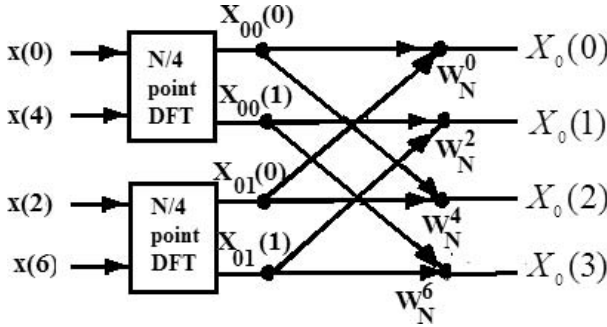 x(0)
x(4)
N/4
point
DFT
X₀₀(0)
X₀₀(1)
W_N^0
W_N^2
X₀(0)
X₀(1)
x(2)
x(6)
N/4
point
DFT
X₀₁(0)
X₀₁(1)
W_N^4
W_N^6
X₀(2)
X₀(3)